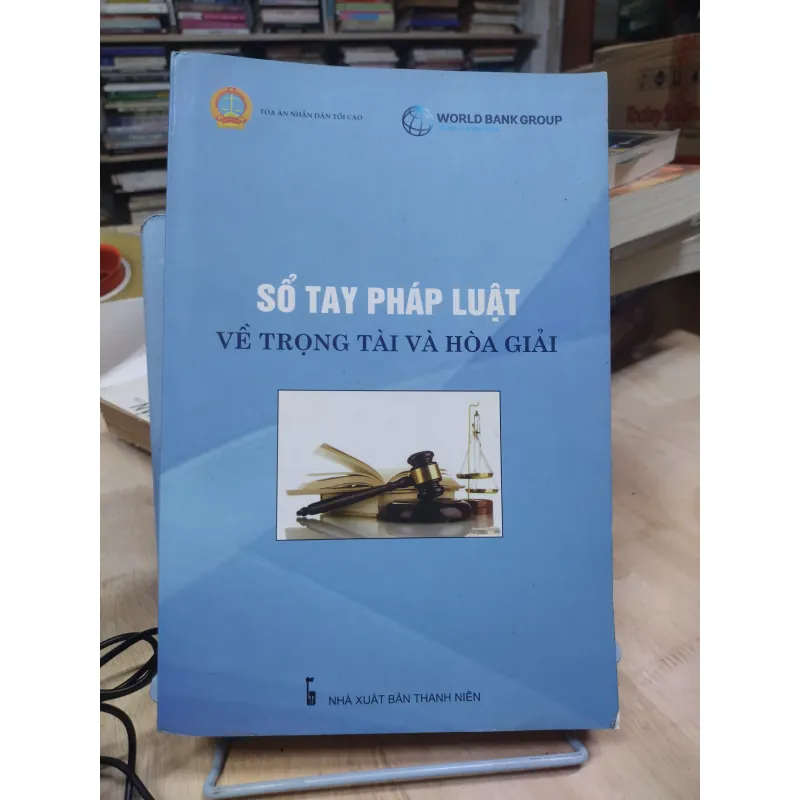 TÒA ÁN NHÂN DÂN TỐI CAO
WORLD BANK GROUP
SỔ TAY PHÁP LUẬT
VỀ TRỌNG TÀI VÀ HÒA GIẢI
NHÀ XUẤT BẢN THANH NIÊN